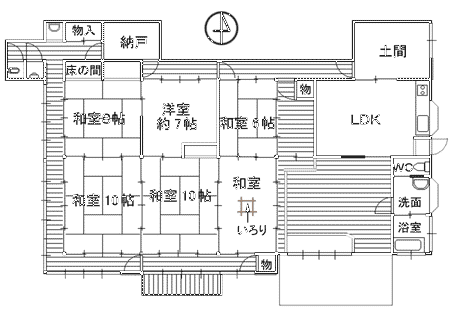 物入
納戸
土間
床の間
物
和室8帖
洋室
約7帖
和室6帖
LDK
WC
和室10帖
和室10帖
和室
いろり
洗面
浴室
物